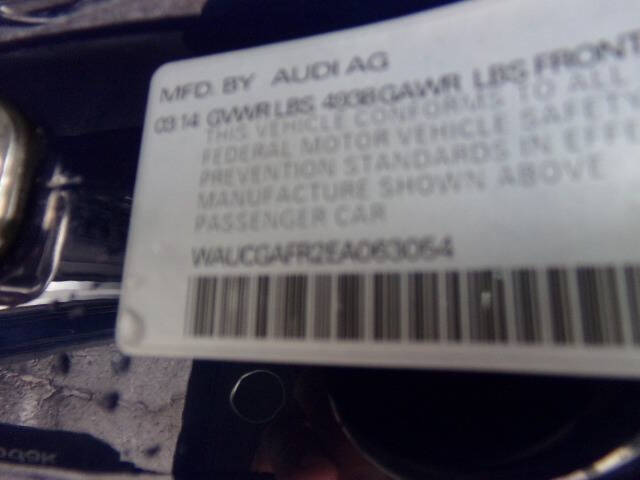 MFD. BY AUDI AG
03.14 GVWR LBS 4938 GAWR LBS FRONT
THIS VEHICLE CONFORMS TO ALL
FEDERAL MOTOR VEHICLE SAFETY
PREVENTION STANDARDS IN EFFE
MANUFACTURE SHOWN ABOVE
PASSENGER CAR
WAUCGAFR2EA063054